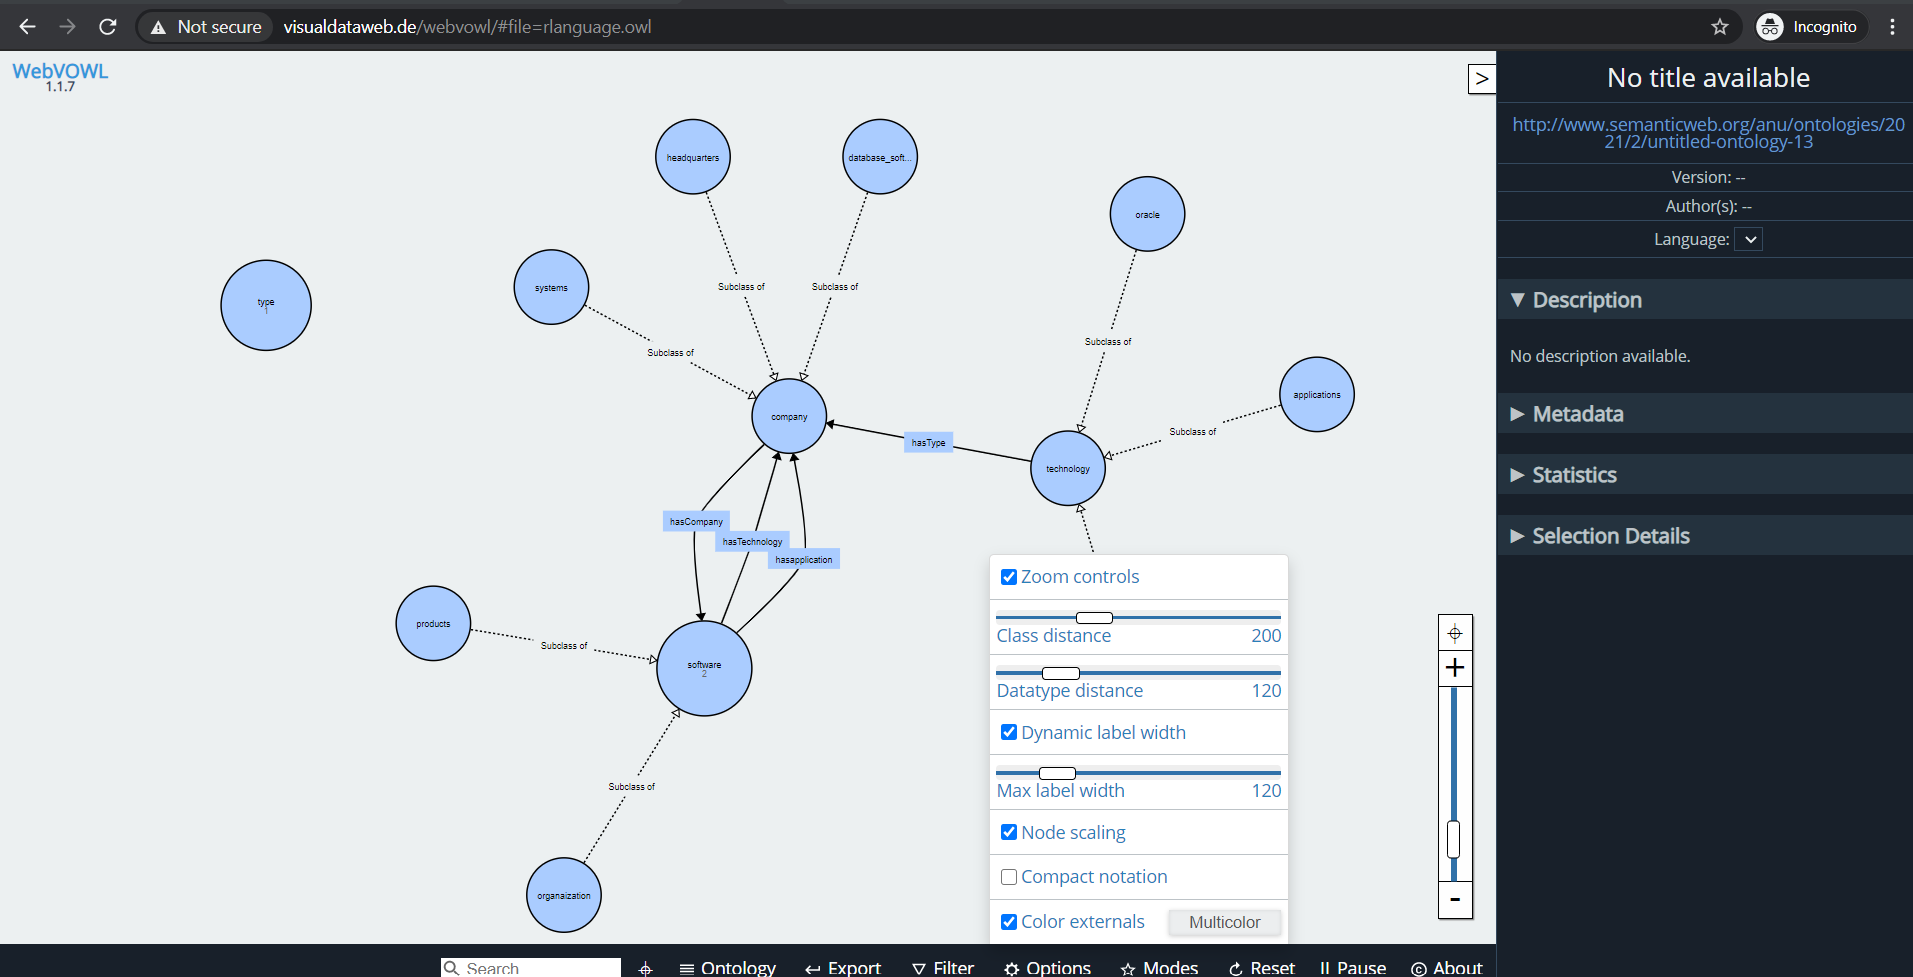 Not secure
visualdataweb.de/webvowl/#file=rlanguage.owl
Incognito
WebVOWL
1.1.7
>
No title available
http://www.semanticweb.org/anu/ontologies/20
21/2/untitled-ontology-13
Version: --
Author(s): --
Language:
Description
No description available.
Metadata
Statistics
Selection Details
headquarters
database_soft...
oracle
systems
type
1
Subclass of
Subclass of
Subclass of
Subclass of
applications
company
Subclass of
hasType
technology
hasCompany
hasTechnology
hasapplication
products
Subclass of
software
2
Subclass of
organaization
Zoom controls
Class distance 200
Datatype distance 120
Dynamic label width
Max label width 120
Node scaling
Compact notation
Color externals Multicolor
+
-
Search
Ontology
Export
Filter
Options
Modes
Reset
Pause
About